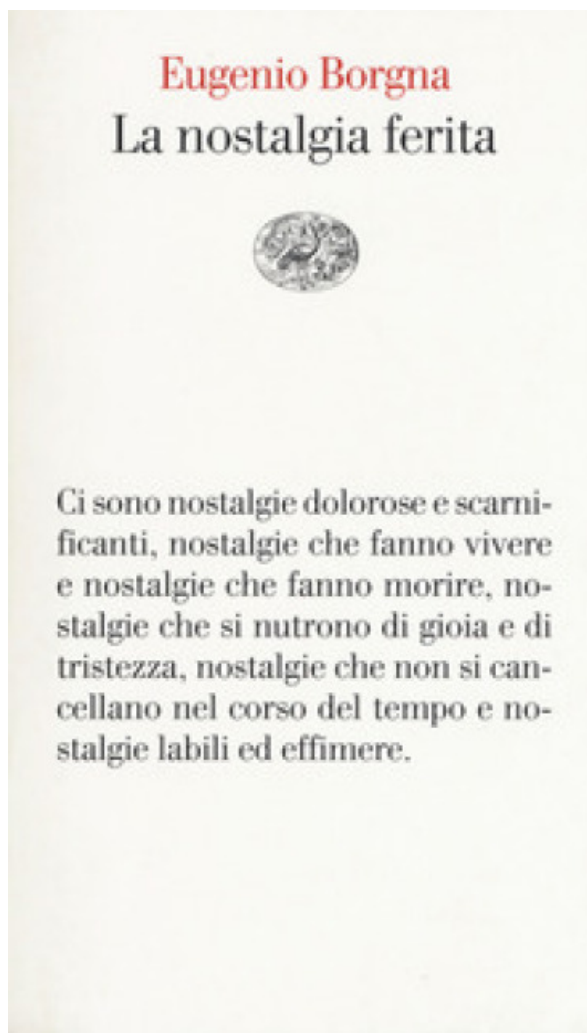 Eugenio Borgna
La nostalgia ferita
Ci sono nostalgie dolorose e scarni-
ficanti, nostalgie che fanno vivere
e nostalgie che fanno morire, no-
stalgie che si nutrono di gioia e di
tristezza, nostalgie che non si can-
cellano nel corso del tempo e no-
stalgie labili ed effimere.